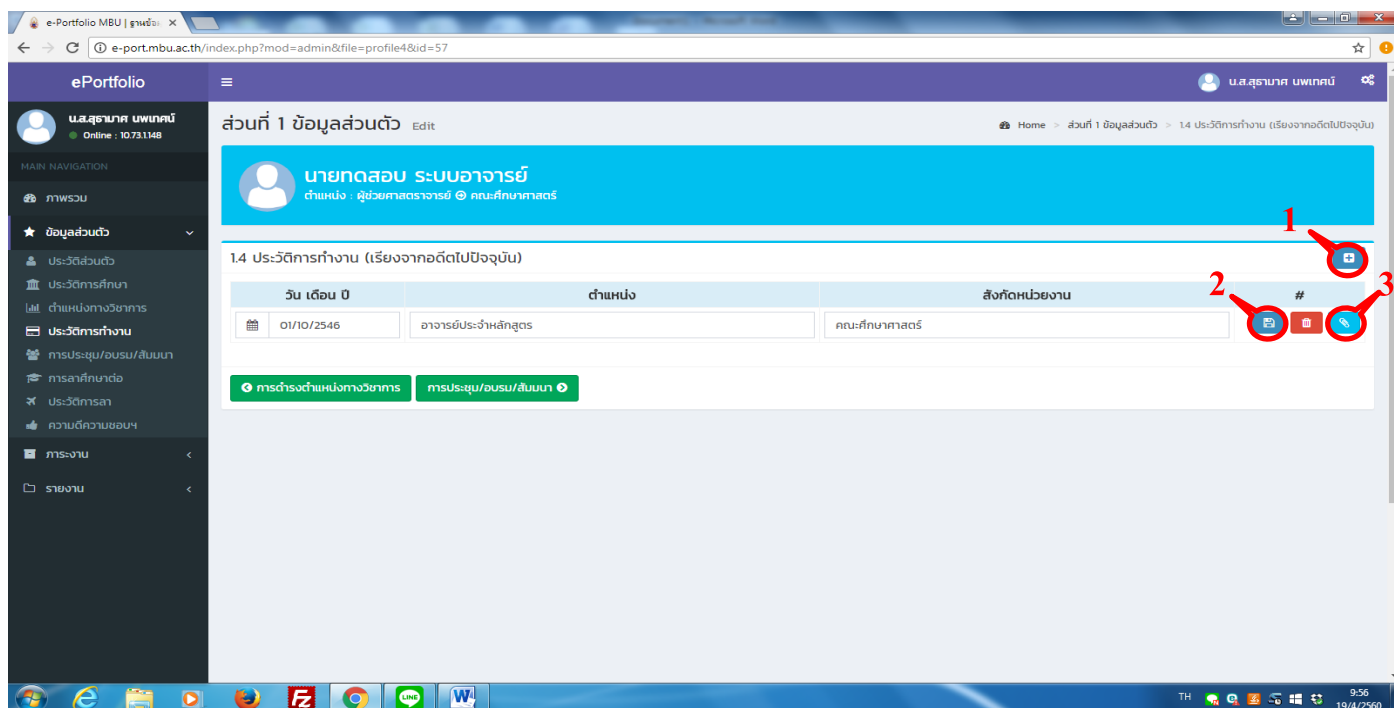 e-Portfolio MBU | ฐานข้อ
e-port.mbu.ac.th/index.php?mod=admin&file=profile4&id=57
ePortfolio
น.ส.สุธามาศ นพเทศน์
น.ส.สุธามาศ นพเทศน์
Online : 10.73.1.148
ส่วนที่ 1 ข้อมูลส่วนตัว Edit
Home > ส่วนที่ 1 ข้อมูลส่วนตัว > 1.4 ประวัติการทำงาน (เรียงจากอดีตไปปัจจุบัน)
MAIN NAVIGATION
ภาพรวม
ข้อมูลส่วนตัว
ประวัติส่วนตัว
ประวัติการศึกษา
ตำแหน่งทางวิชาการ
ประวัติการทำงาน
การประชุม/อบรม/สัมมนา
การลาศึกษาต่อ
ประวัติการลา
ความดีความชอบฯ
ภาระงาน
รายงาน
นายทดสอบ ระบบอาจารย์
ตำแหน่ง : ผู้ช่วยศาสตราจารย์ คณะศึกษาศาสตร์
1
1.4 ประวัติการทำงาน (เรียงจากอดีตไปปัจจุบัน)
2
3
วัน เดือน ปี ตำแหน่ง สังกัดหน่วยงาน #
01/10/2546 อาจารย์ประจำหลักสูตร คณะศึกษาศาสตร์
การดำรงตำแหน่งทางวิชาการ การประชุม/อบรม/สัมมนา
LINE
TH
9:56
19/4/2560